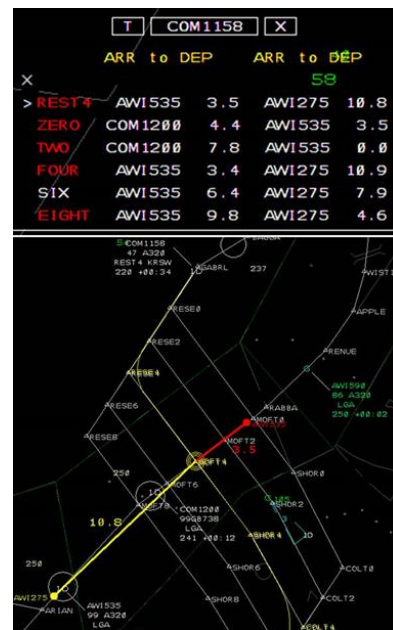 T COM1158 X
ARR to DEP ARR to DEP
X 58
> REST4 AWI535 3.5 AWI275 10.8
ZERO COM1200 4.4 AWI535 3.5
TWO COM1200 7.8 AWI535 0.0
FOUR AWI535 3.4 AWI275 10.9
SIX AWI535 6.4 AWI275 7.9
EIGHT AWI535 9.8 AWI275 4.6
COM1158
47 A320
REST4 KRSW
220 +00:34
GABRL
237
WISTI
APPLE
RESE0
RENUE
RESE2
RESE4
AWI590
86 A320
LGA
250 +00:02
RESE6
ARABBA
MOFT0
RESE8
MOFT2
3.5
MOFT4
250
MOFT6
SHOR0
MOFT8
SHOR2
COM1200
99GB738
LGA
241 +00:12
10.8
SHOR4
250
SHOR6
COLT0
AWI275
ARIAN
AWI535
99 A320
LGA
SHOR8
COLT2
COLT4